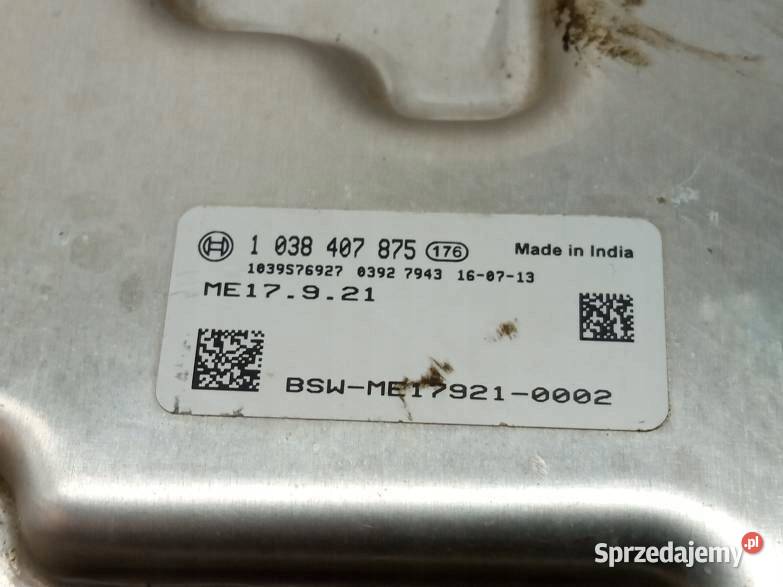 1 038 407 875 176 Made in India
1039S76927 0392 7943 16-07-13
ME17.9.21
BSW-ME17921-0002
Sprzedajemy.pl